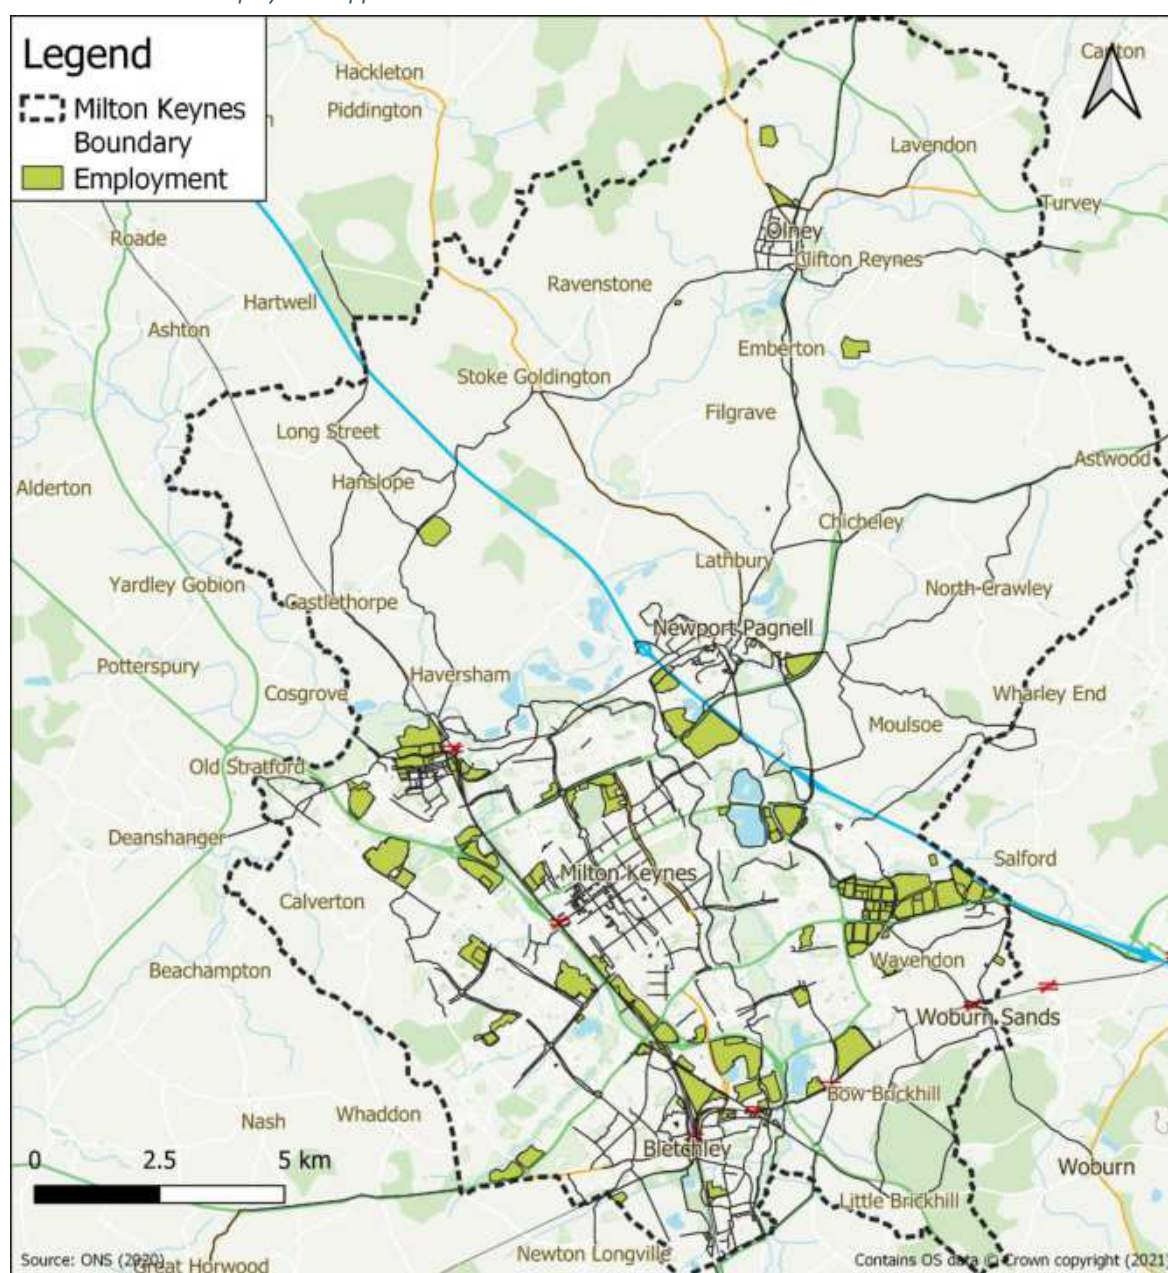 Legend
Milton Keynes
Boundary
Employment
Hackleton
Piddington
Lavendon
Turvey
Roade
Olney
Clifton Reynes
Ravenstone
Hartwell
Ashton
Emberton
Stoke Goldington
Filgrave
Long Street
Astwood
Hanslope
Alderton
Chicheley
Lathbury
Yardley Gobion
North Crawley
Castlethorpe
Newport Pagnell
Potterspury
Haversham
Cosgrove
Wharley End
Moulsoe
Old Stratford
Deanshanger
Salford
Milton Keynes
Calverton
Wavendon
Beachampton
Woburn Sands
Bow Brickhill
Whaddon
Nash
Bletchley
0 2.5 5 km
Woburn
Little Brickhill
Newton Longville
Source: ONS (2020)
Great Horwood
Contains OS data © Crown copyright (2021)